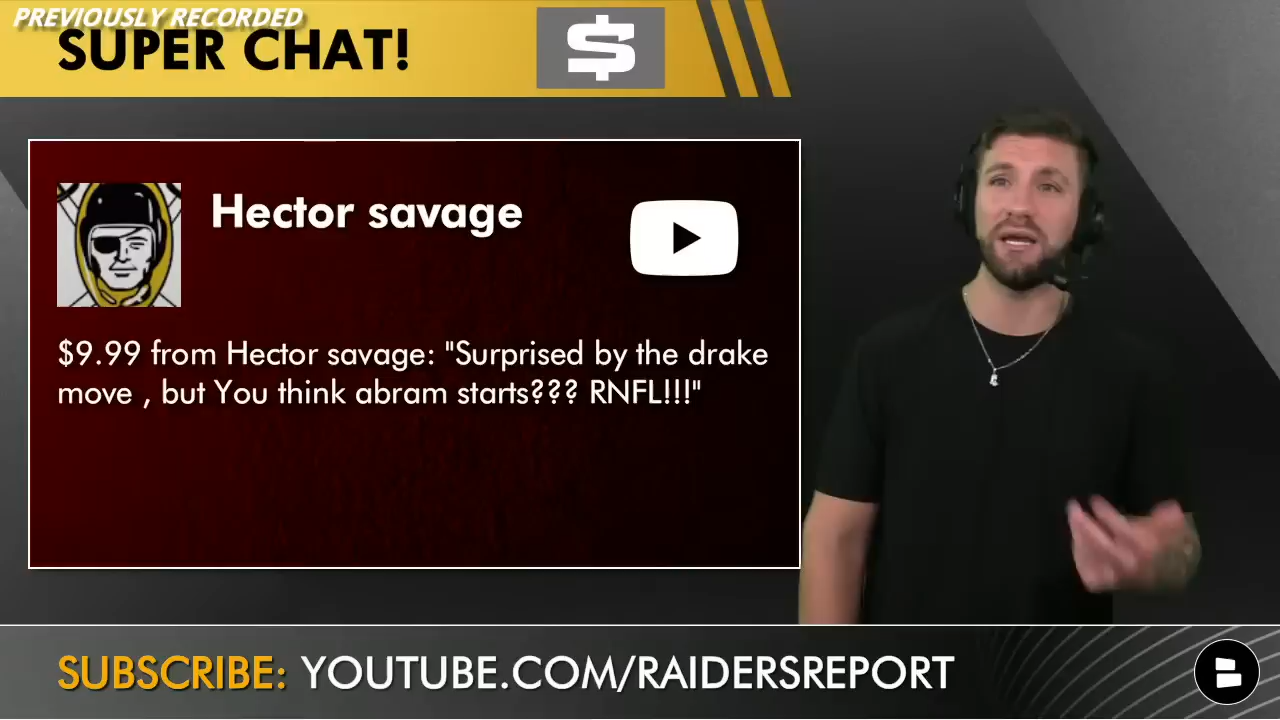 PREVIOUSLY RECORDED
SUPER CHAT!
$
Hector savage
$9.99 from Hector savage: "Surprised by the drake
move , but You think abram starts??? RNFL!!!"
SUBSCRIBE: YOUTUBE.COM/RAIDERSREPORT